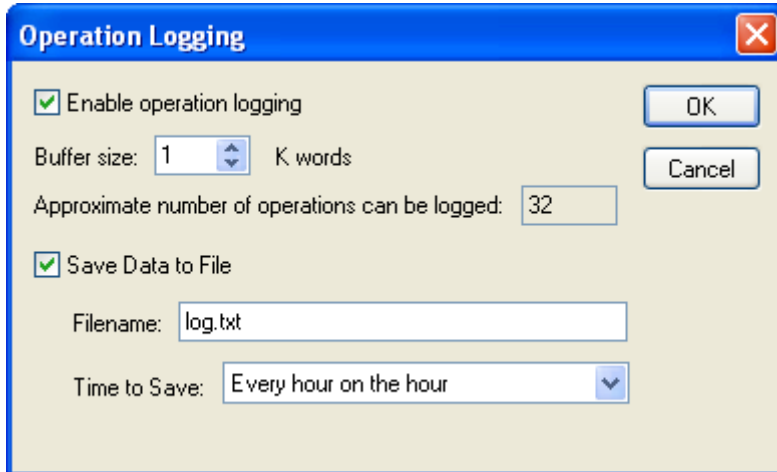 Operation Logging
Enable operation logging
OK
Buffer size: 1 K words
Cancel
Approximate number of operations can be logged: 32
Save Data to File
Filename: log.txt
Time to Save: Every hour on the hour